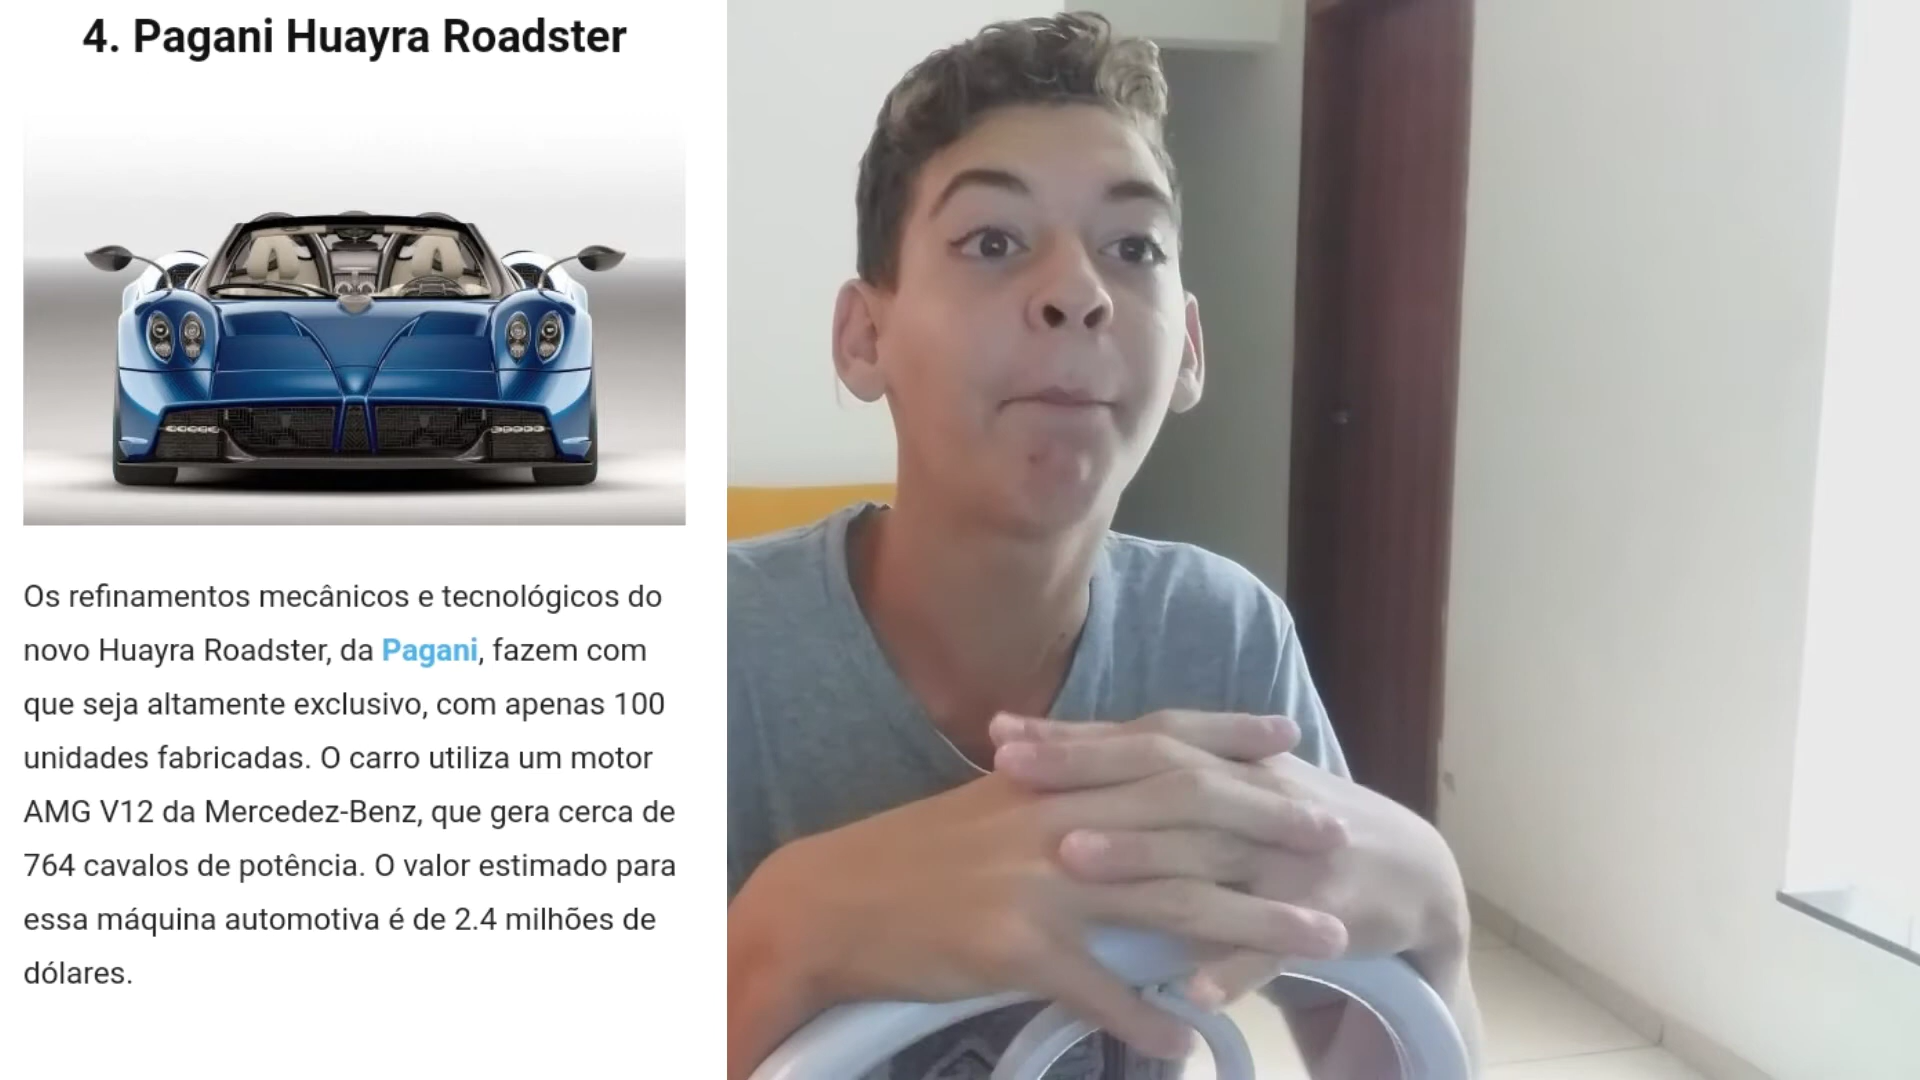 4. Pagani Huayra Roadster
Os refinamentos mecânicos e tecnológicos do
novo Huayra Roadster, da Pagani, fazem com
que seja altamente exclusivo, com apenas 100
unidades fabricadas. O carro utiliza um motor
AMG V12 da Mercedez-Benz, que gera cerca de
764 cavalos de potência. O valor estimado para
essa máquina automotiva é de 2.4 milhões de
dólares.